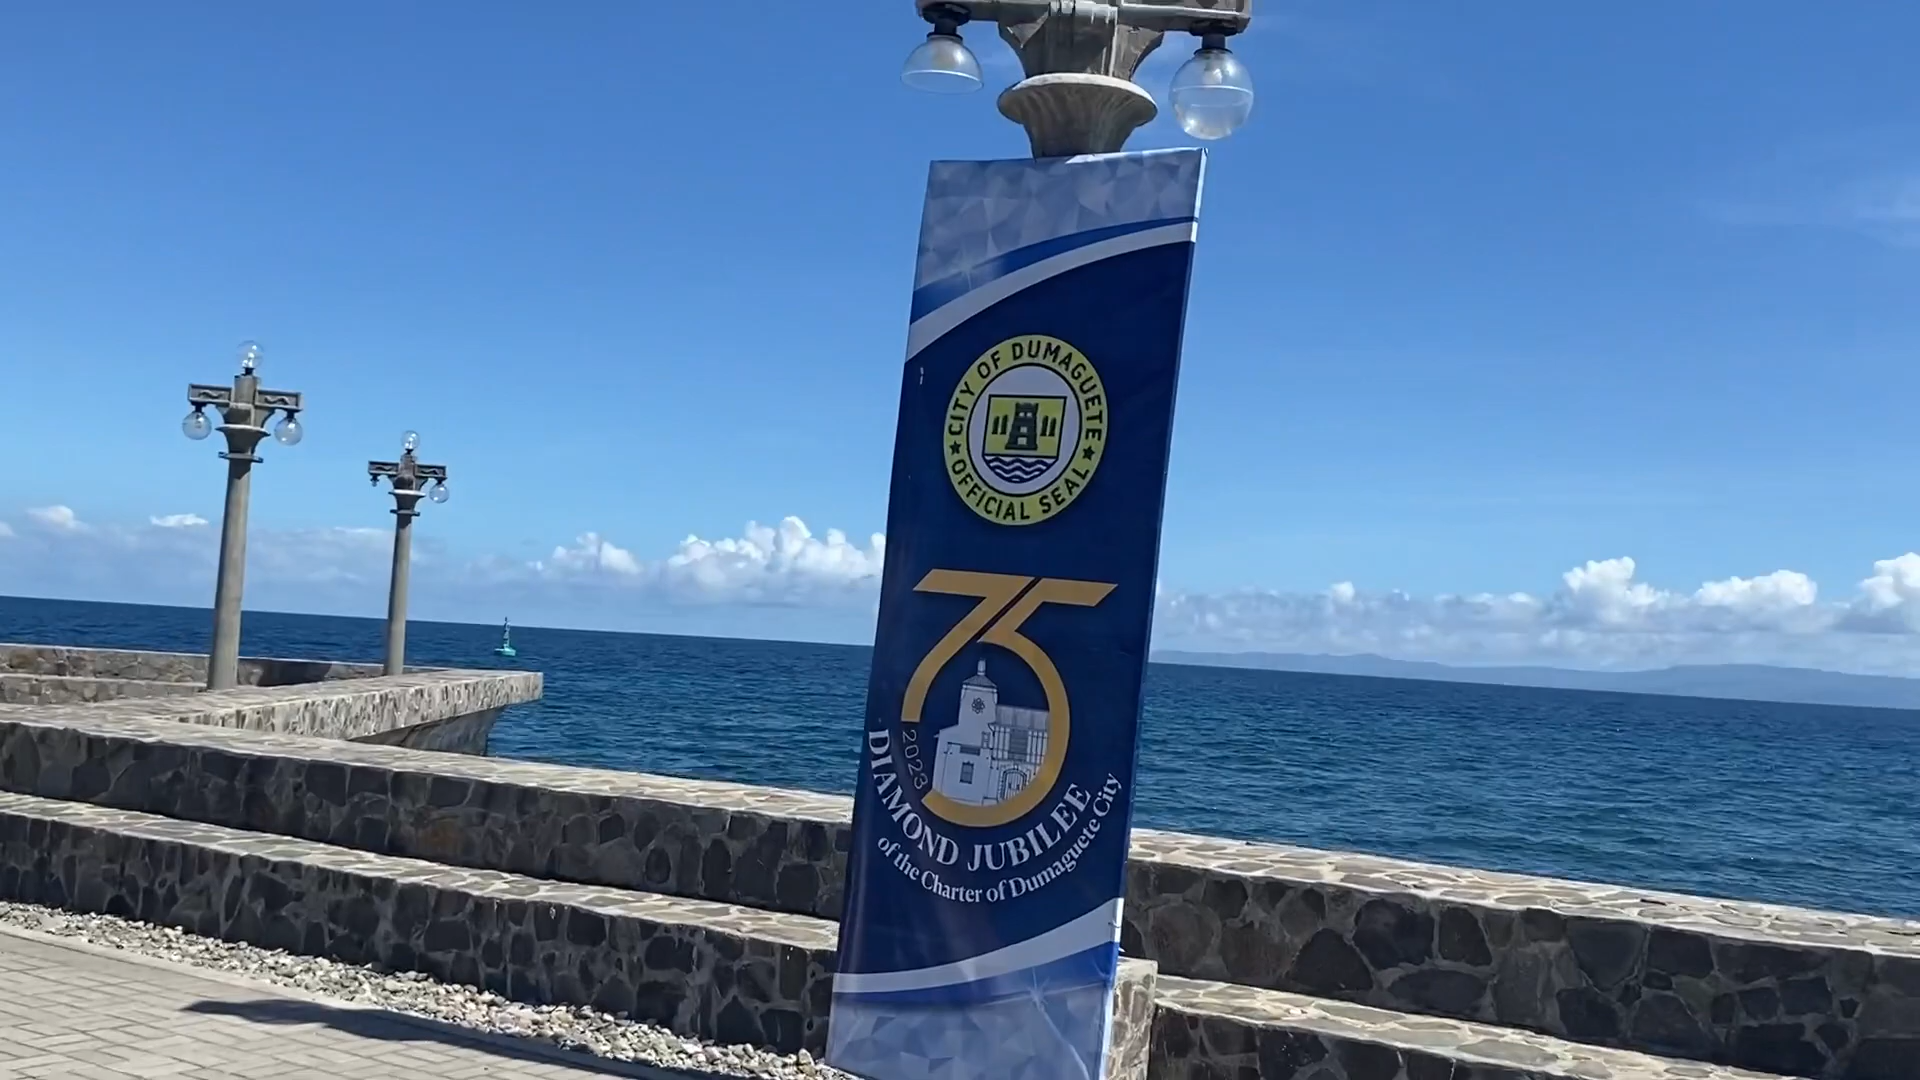 CITY OF DUMAGUETE
OFFICIAL SEAL
75
2023
DIAMOND JUBILEE
of the Charter of Dumaguete City